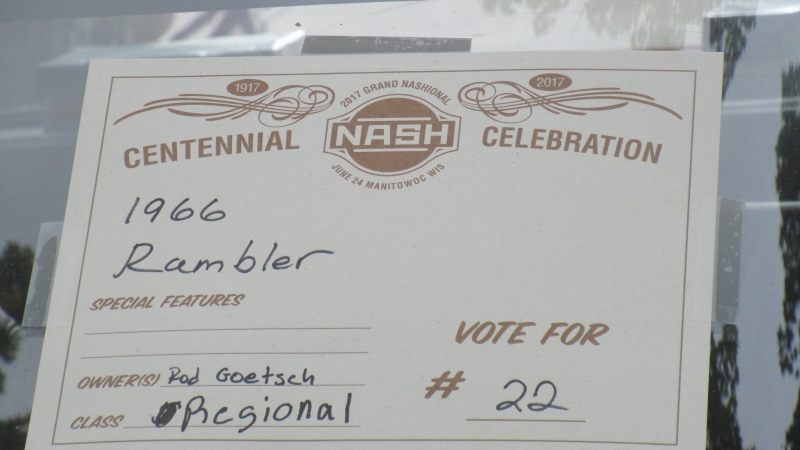 1917
2017
2017 GRAND NASHIONAL
CENTENNIAL NASH CELEBRATION
JUNE 24 MANITOWOC WIS
1966
Rambler
SPECIAL FEATURES
VOTE FOR
OWNER(S) Rod Goetsch
# 22
CLASS Regional